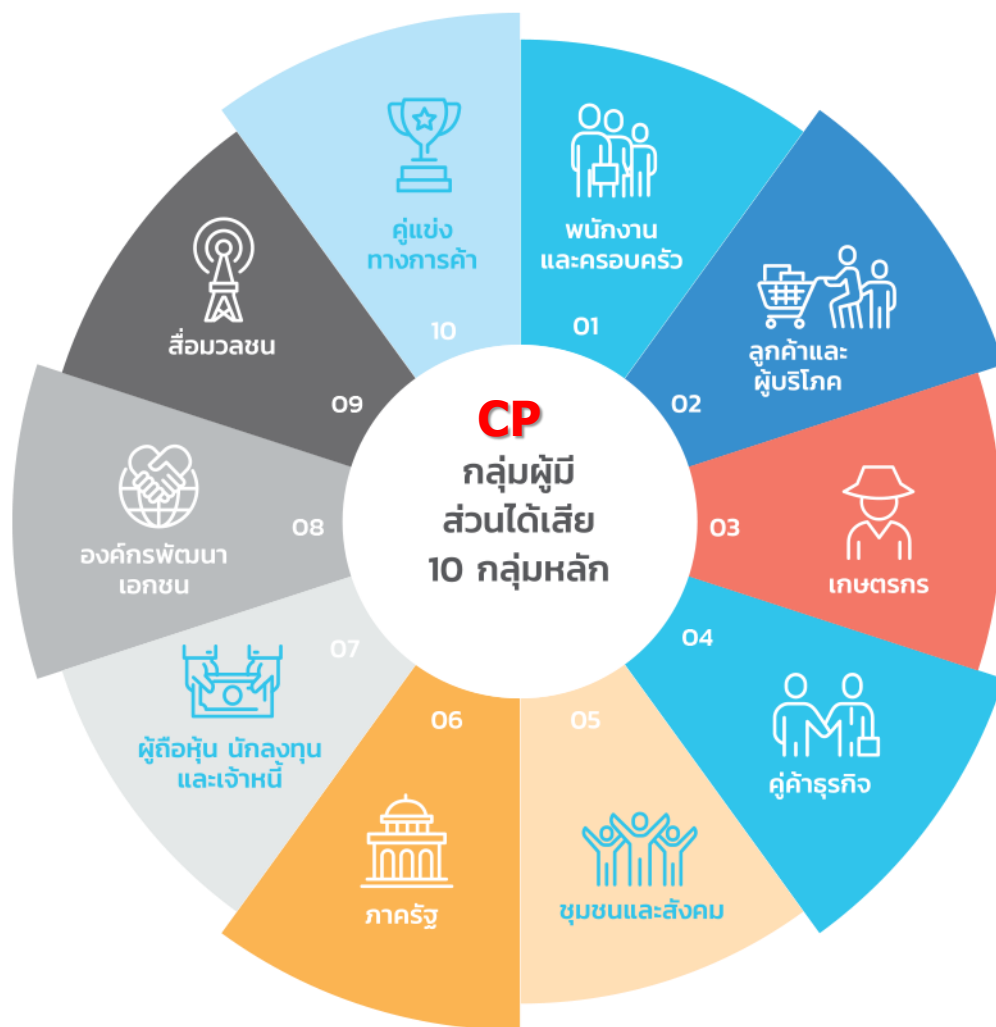 CP
กลุ่มผู้มี
ส่วนได้เสีย
10 กลุ่มหลัก
พนักงาน
และครอบครัว
01
ลูกค้าและ
ผู้บริโภค
02
เกษตรกร
03
คู่ค้าธุรกิจ
04
ชุมชนและสังคม
05
ภาครัฐ
06
ผู้ถือหุ้น นักลงทุน
และเจ้าหนี้
07
องค์กรพัฒนา
เอกชน
08
สื่อมวลชน
09
คู่แข่ง
ทางการค้า
10